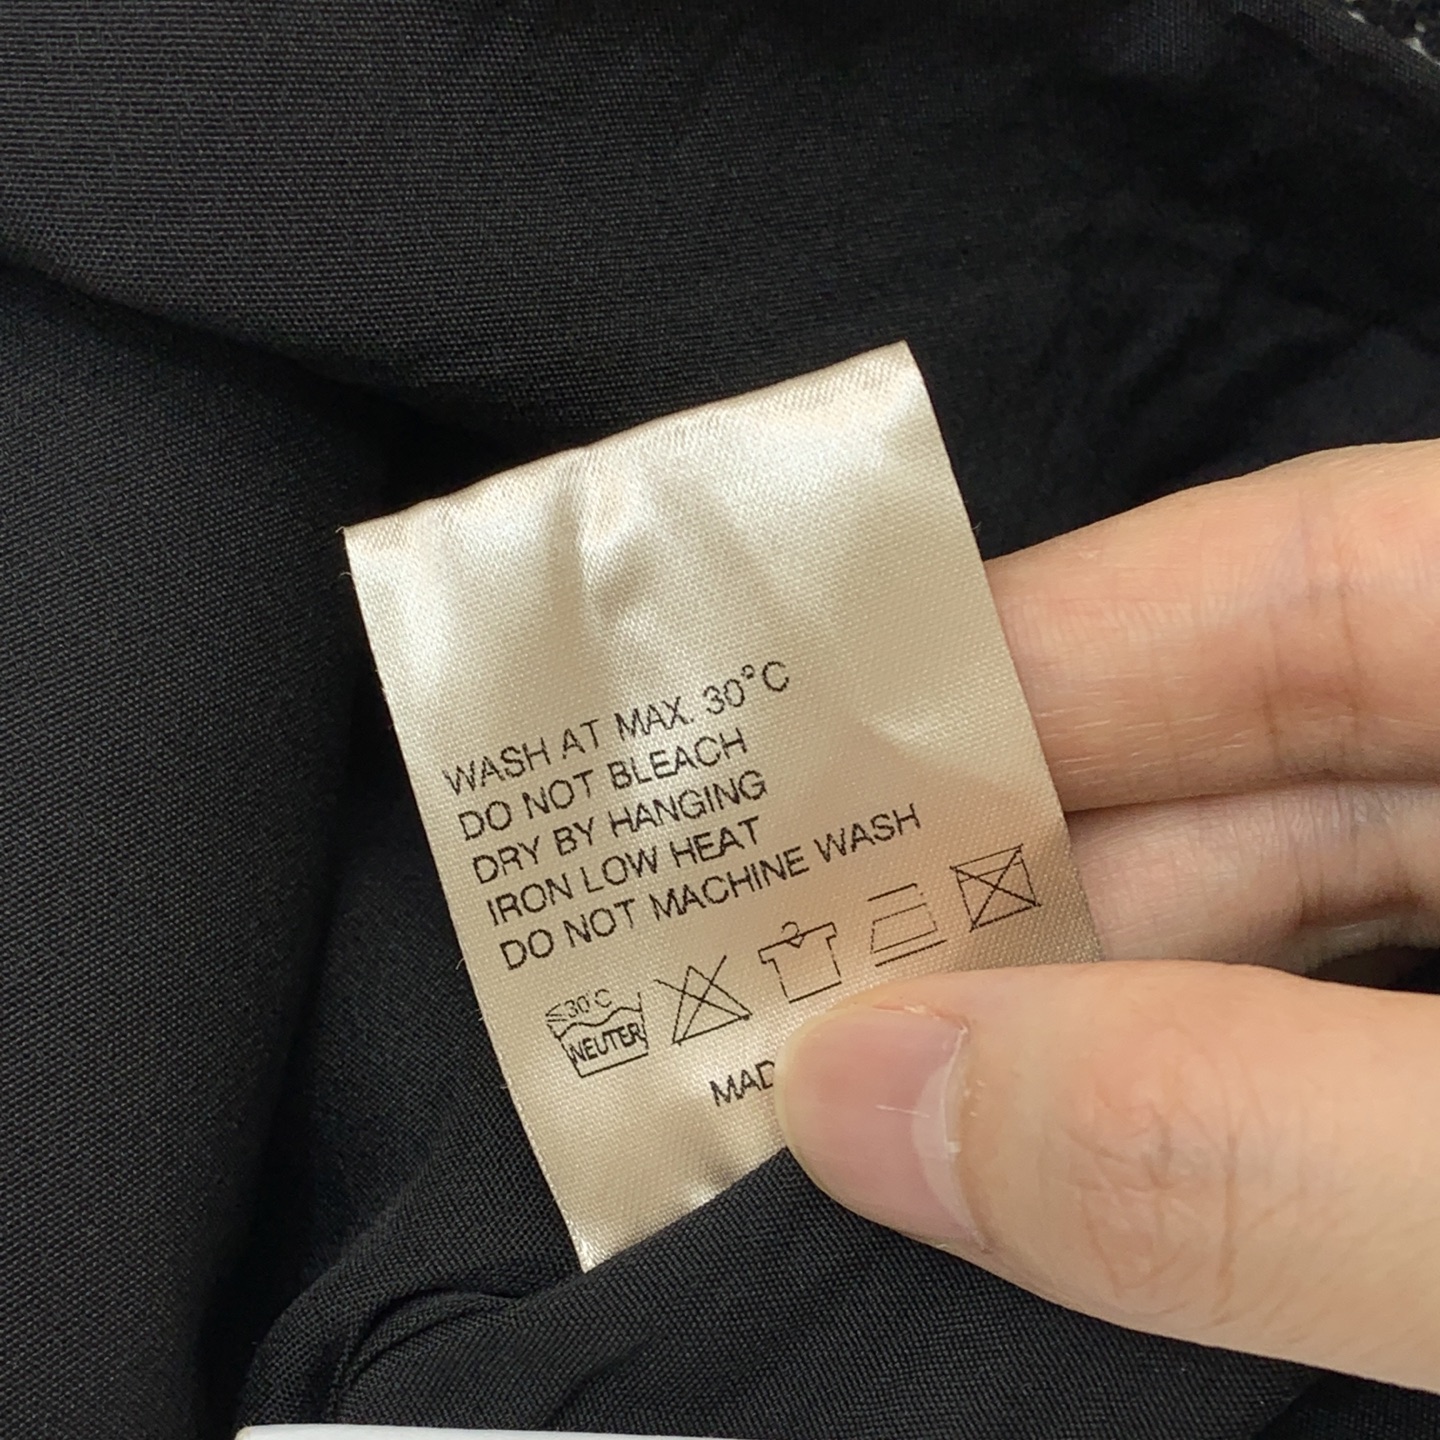 WASH AT MAX. 30°C
DO NOT BLEACH
DRY BY HANGING
IRON LOW HEAT
DO NOT MACHINE WASH
30°C
NEUTER